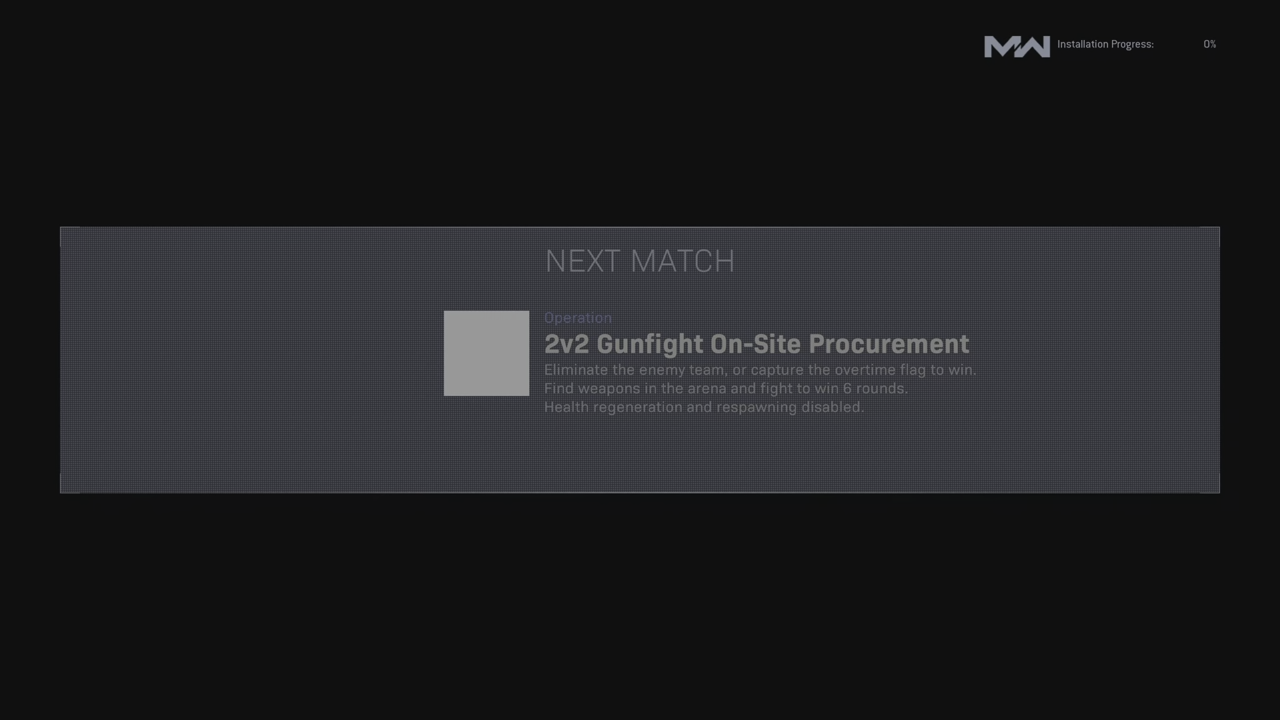 MW Installation Progress: 0%
NEXT MATCH
Operation
2v2 Gunfight On-Site Procurement
Eliminate the enemy team, or capture the overtime flag to win.
Find weapons in the arena and fight to win 6 rounds.
Health regeneration and respawning disabled.